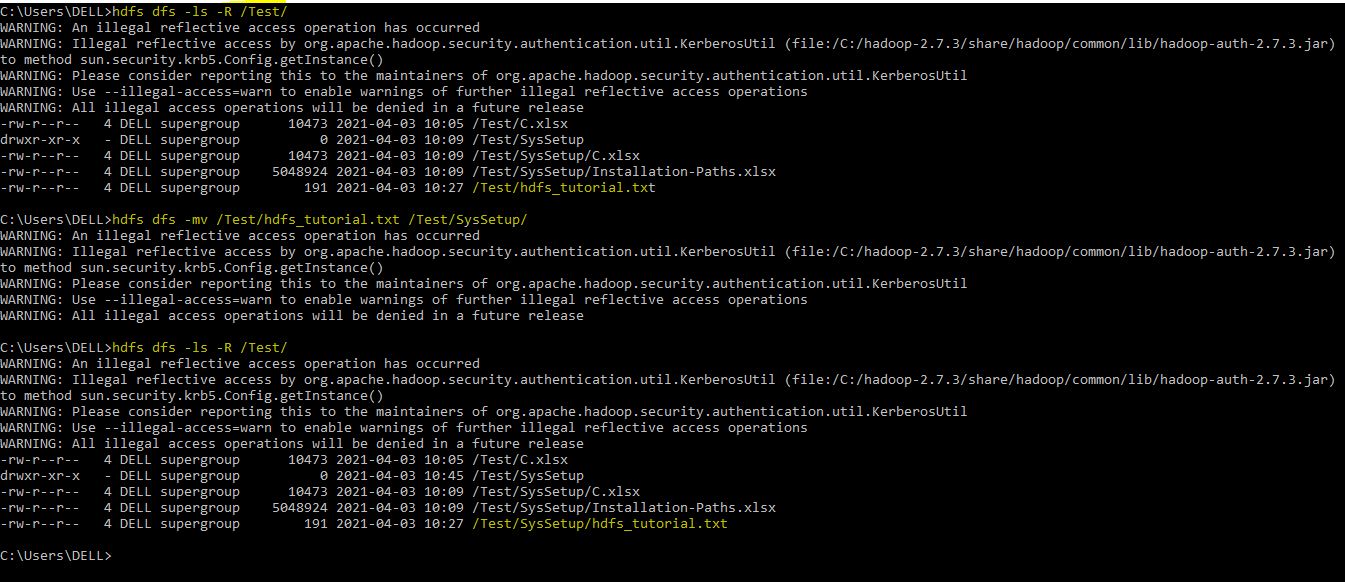 C:\Users\DELL>hdfs dfs -ls -R /Test/
WARNING: An illegal reflective access operation has occurred
WARNING: Illegal reflective access by org.apache.hadoop.security.authentication.util.KerberosUtil (file:/C:/hadoop-2.7.3/share/hadoop/common/lib/hadoop-auth-2.7.3.jar)
to method sun.security.krb5.Config.getInstance()
WARNING: Please consider reporting this to the maintainers of org.apache.hadoop.security.authentication.util.KerberosUtil
WARNING: Use --illegal-access=warn to enable warnings of further illegal reflective access operations
WARNING: All illegal access operations will be denied in a future release
-rw-r--r--   4 DELL supergroup      10473 2021-04-03 10:05 /Test/C.xlsx
drwxr-xr-x   - DELL supergroup          0 2021-04-03 10:09 /Test/SysSetup
-rw-r--r--   4 DELL supergroup      10473 2021-04-03 10:09 /Test/SysSetup/C.xlsx
-rw-r--r--   4 DELL supergroup    5048924 2021-04-03 10:09 /Test/SysSetup/Installation-Paths.xlsx
-rw-r--r--   4 DELL supergroup        191 2021-04-03 10:27 /Test/hdfs_tutorial.txt
C:\Users\DELL>hdfs dfs -mv /Test/hdfs_tutorial.txt /Test/SysSetup/
WARNING: An illegal reflective access operation has occurred
WARNING: Illegal reflective access by org.apache.hadoop.security.authentication.util.KerberosUtil (file:/C:/hadoop-2.7.3/share/hadoop/common/lib/hadoop-auth-2.7.3.jar)
to method sun.security.krb5.Config.getInstance()
WARNING: Please consider reporting this to the maintainers of org.apache.hadoop.security.authentication.util.KerberosUtil
WARNING: Use --illegal-access=warn to enable warnings of further illegal reflective access operations
WARNING: All illegal access operations will be denied in a future release
C:\Users\DELL>hdfs dfs -ls -R /Test/
WARNING: An illegal reflective access operation has occurred
WARNING: Illegal reflective access by org.apache.hadoop.security.authentication.util.KerberosUtil (file:/C:/hadoop-2.7.3/share/hadoop/common/lib/hadoop-auth-2.7.3.jar)
to method sun.security.krb5.Config.getInstance()
WARNING: Please consider reporting this to the maintainers of org.apache.hadoop.security.authentication.util.KerberosUtil
WARNING: Use --illegal-access=warn to enable warnings of further illegal reflective access operations
WARNING: All illegal access operations will be denied in a future release
-rw-r--r--   4 DELL supergroup      10473 2021-04-03 10:05 /Test/C.xlsx
drwxr-xr-x   - DELL supergroup          0 2021-04-03 10:45 /Test/SysSetup
-rw-r--r--   4 DELL supergroup      10473 2021-04-03 10:09 /Test/SysSetup/C.xlsx
-rw-r--r--   4 DELL supergroup    5048924 2021-04-03 10:09 /Test/SysSetup/Installation-Paths.xlsx
-rw-r--r--   4 DELL supergroup        191 2021-04-03 10:27 /Test/SysSetup/hdfs_tutorial.txt
C:\Users\DELL>